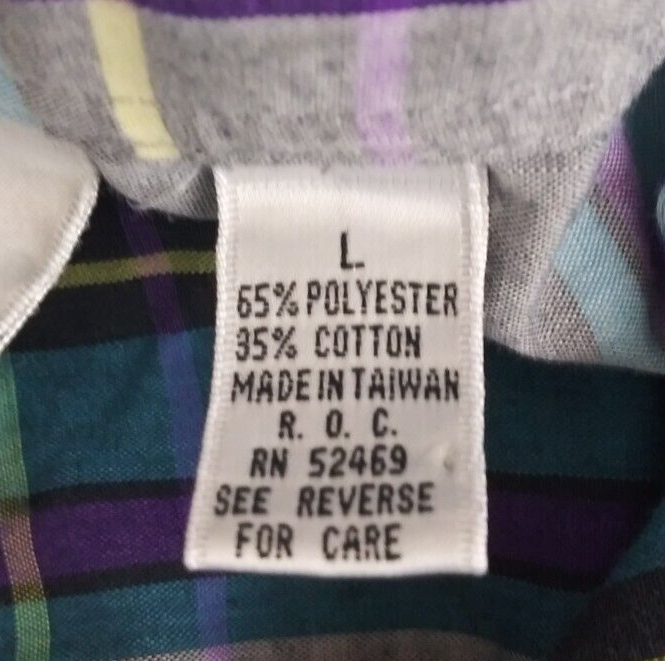 L.
65% POLYESTER
35% COTTON
MADE IN TAIWAN
R. O. C.
RN 52469
SEE REVERSE
FOR CARE